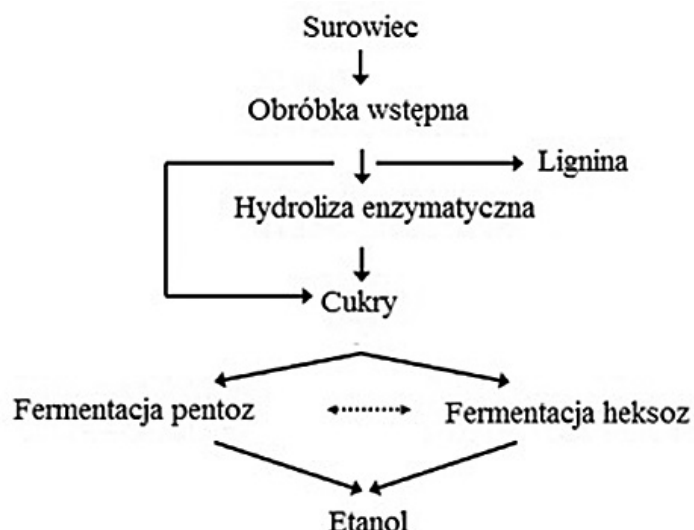 Surowiec
Obróbka wstępna
Lignina
Hydroliza enzymatyczna
Cukry
Fermentacja pentoz
Fermentacja heksoz
Etanol